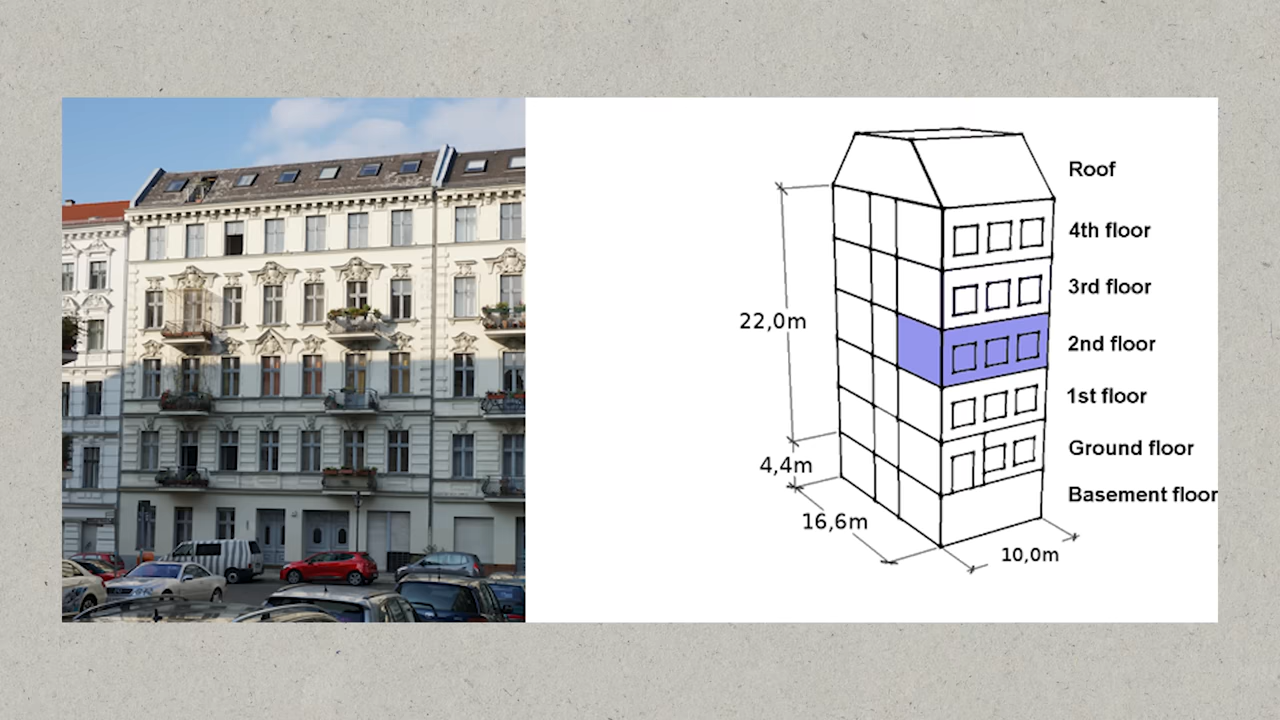 Roof
4th floor
3rd floor
22,0m
2nd floor
1st floor
Ground floor
4,4m
Basement floor
16,6m
10,0m